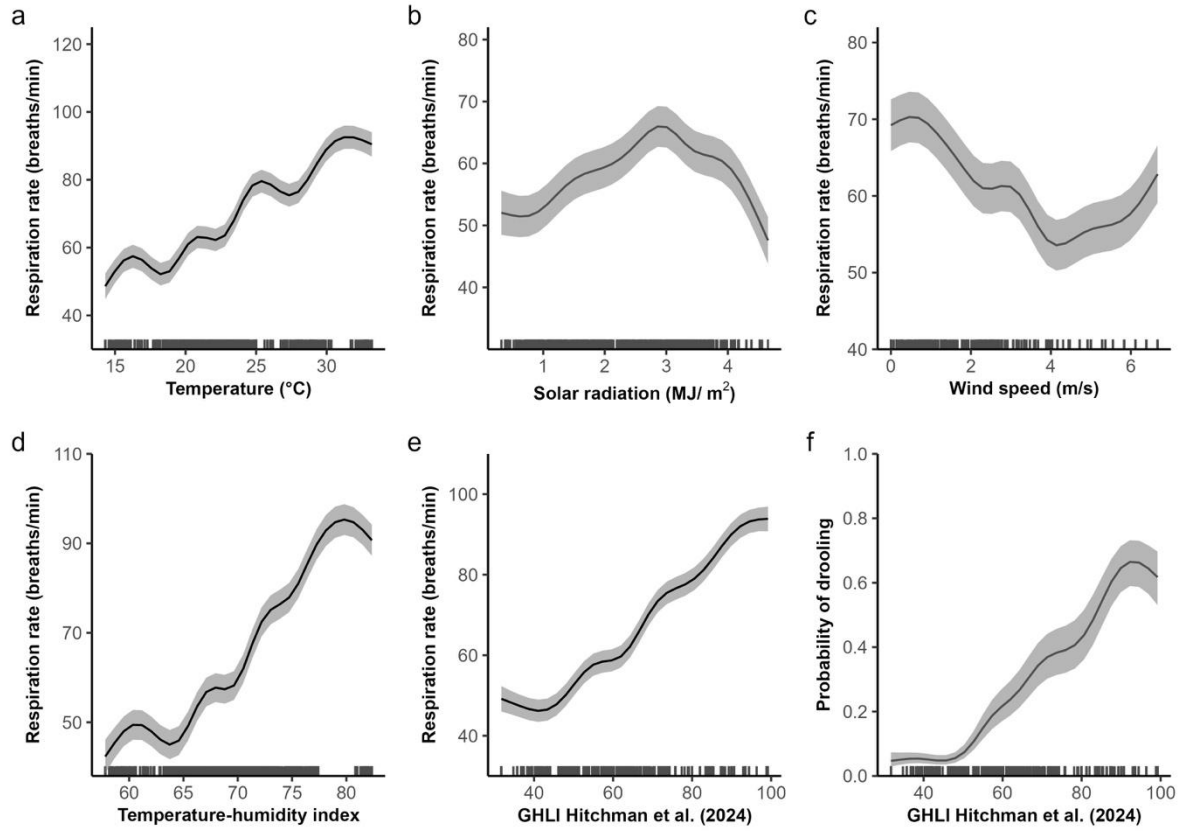 a
Respiration rate (breaths/min)
120
100
80
60
40
15 20 25 30
Temperature (°C)
b
Respiration rate (breaths/min)
80
70
60
50
40
1 2 3 4
Solar radiation (MJ/ m²)
c
Respiration rate (breaths/min)
80
70
60
50
40
0 2 4 6
Wind speed (m/s)
d
Respiration rate (breaths/min)
110
90
70
50
60 65 70 75 80
Temperature-humidity index
e
Respiration rate (breaths/min)
100
80
60
40
40 60 80 100
GHLI Hitchman et al. (2024)
f
Probability of drooling
1.0
0.8
0.6
0.4
0.2
0.0
40 60 80 100
GHLI Hitchman et al. (2024)